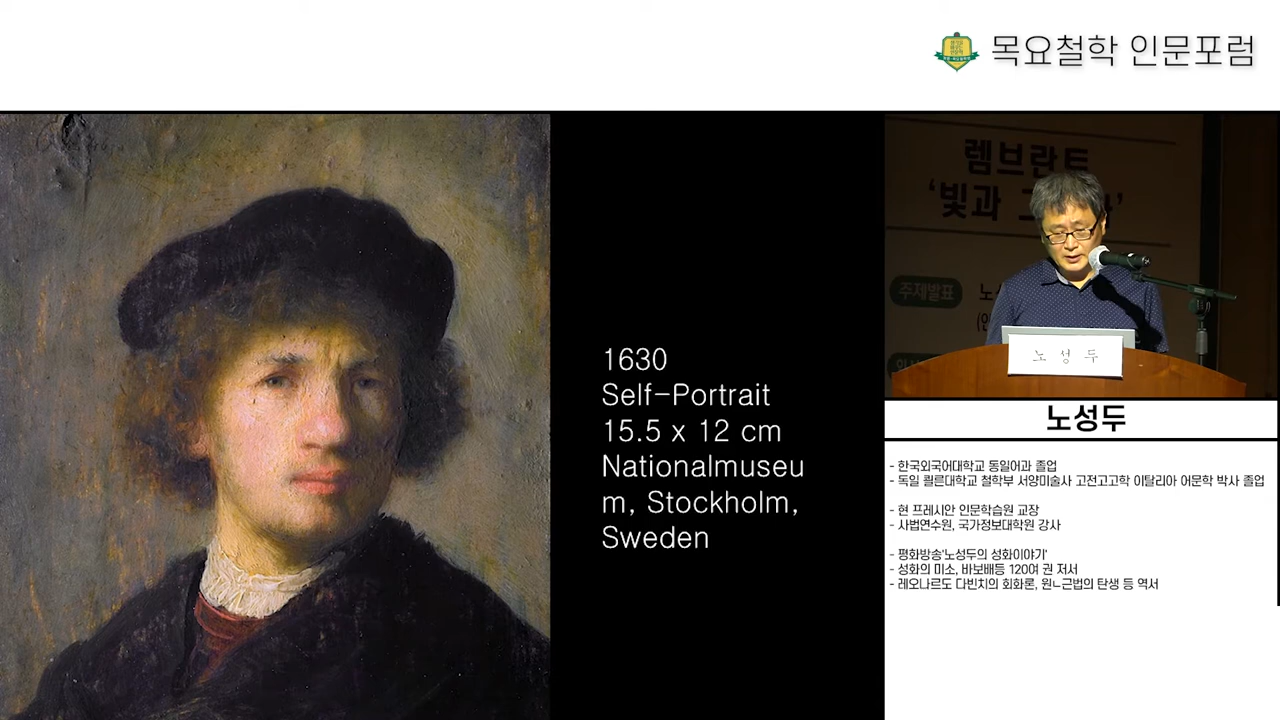 목요철학 인문포럼
1630
Self-Portrait
15.5 x 12 cm
Nationalmuseu
m, Stockholm,
Sweden
렘브란트
‘빛과
주제발표
노성두
노성두
- 한국외국어대학교 동일어과 졸업
- 독일 쾰른대학교 철학부 서양미술사 고전고고학 이탈리아 어문학 박사 졸업
- 현 프레시안 인문학습원 교장
- 사법연수원, 국가정보대학원 강사
- 평화방송'노성두의 성화이야기'
- 성화의 미소, 바보배등 120여 권 저서
- 레오나르도 다빈치의 회화론, 원ㄴ근법의 탄생 등 역서